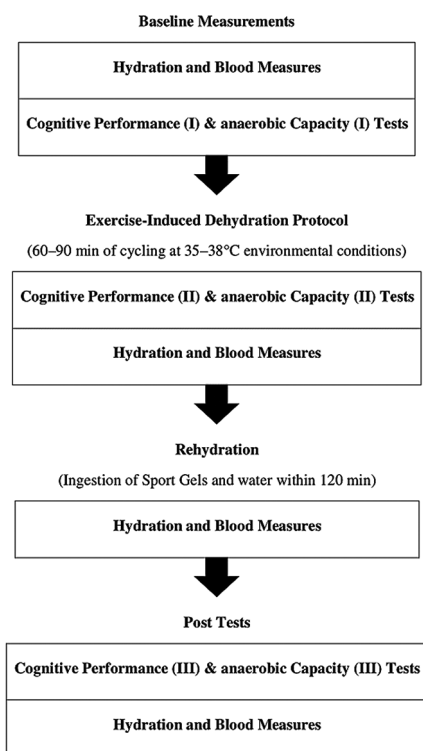 Baseline Measurements
Hydration and Blood Measures
Cognitive Performance (I) & anaerobic Capacity (I) Tests
Exercise-Induced Dehydration Protocol
(60–90 min of cycling at 35–38°C environmental conditions)
Cognitive Performance (II) & anaerobic Capacity (II) Tests
Hydration and Blood Measures
Rehydration
(Ingestion of Sport Gels and water within 120 min)
Hydration and Blood Measures
Post Tests
Cognitive Performance (III) & anaerobic Capacity (III) Tests
Hydration and Blood Measures